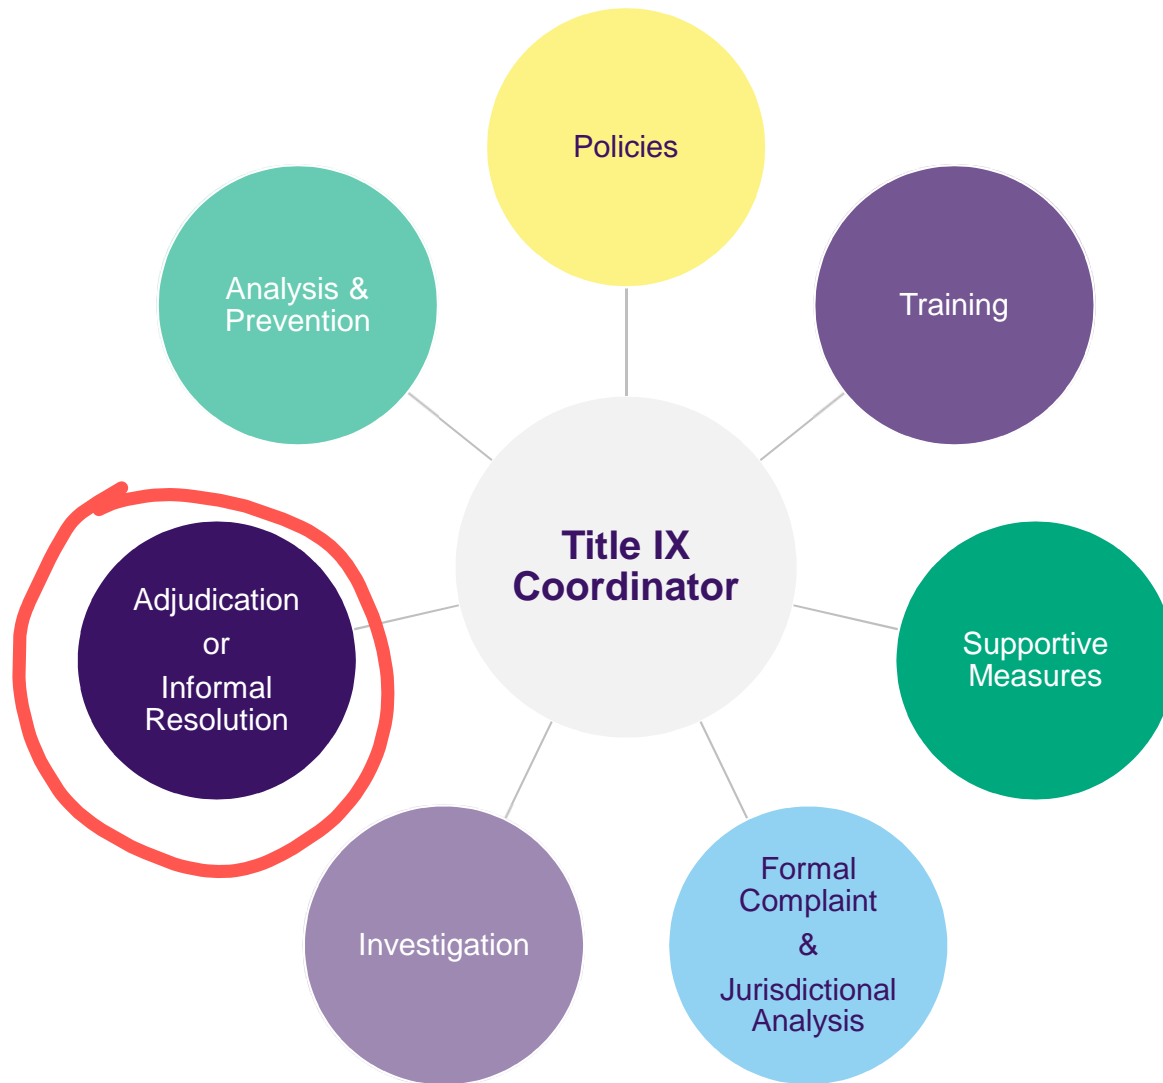 Policies
Training
Supportive
Measures
Formal
Complaint
&
Jurisdictional
Analysis
Investigation
Adjudication
or
Informal
Resolution
Analysis &
Prevention
Title IX
Coordinator